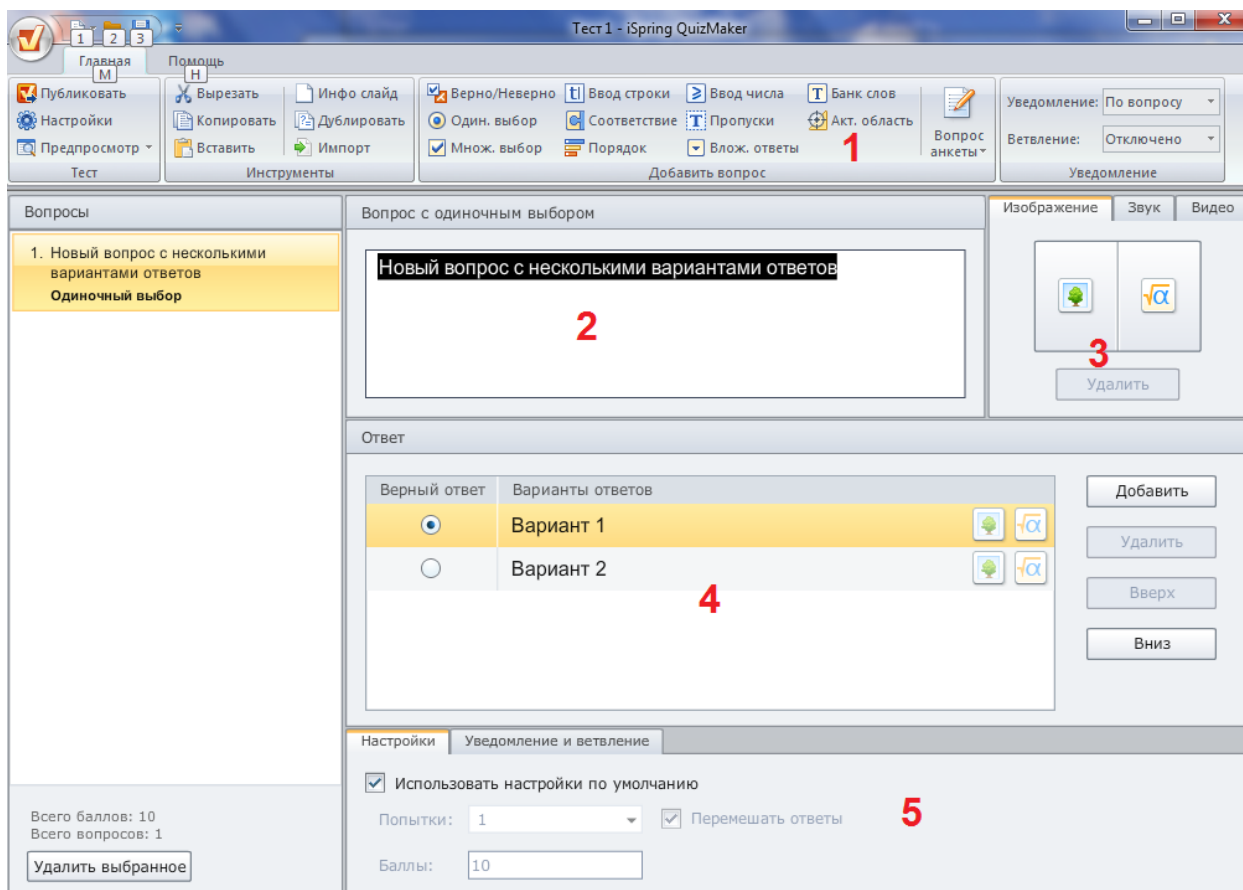 Тест1 - iSpring QuizMaker
1 2 3
Главная Помощь
М Н
Публиковать Вырезать Инфо слайд Верно/Неверно Ввод строки Ввод числа Банк слов
Настройки Копировать Дублировать Один. выбор Соответствие Пропуски Акт. область
Предпросмотр Вставить Импорт Множ. выбор Порядок Влож. ответы 1
Вопрос
анкеты
Уведомление: По вопросу
Ветвление: Отключено
Тест Инструменты Добавить вопрос Уведомление
Вопросы
1. Новый вопрос с несколькими
вариантами ответов
Одиночный выбор
Вопрос с одиночным выбором
Новый вопрос с несколькими вариантами ответов
2
Изображение Звук Видео
√α
3
Удалить
Ответ
Верный ответ Варианты ответов
Вариант 1 √α
Вариант 2 √α
4
Добавить
Удалить
Вверх
Вниз
Настройки Уведомление и ветвление
Использовать настройки по умолчанию
Попытки: 1 Перемешать ответы 5
Баллы: 10
Всего баллов: 10
Всего вопросов: 1
Удалить выбранное